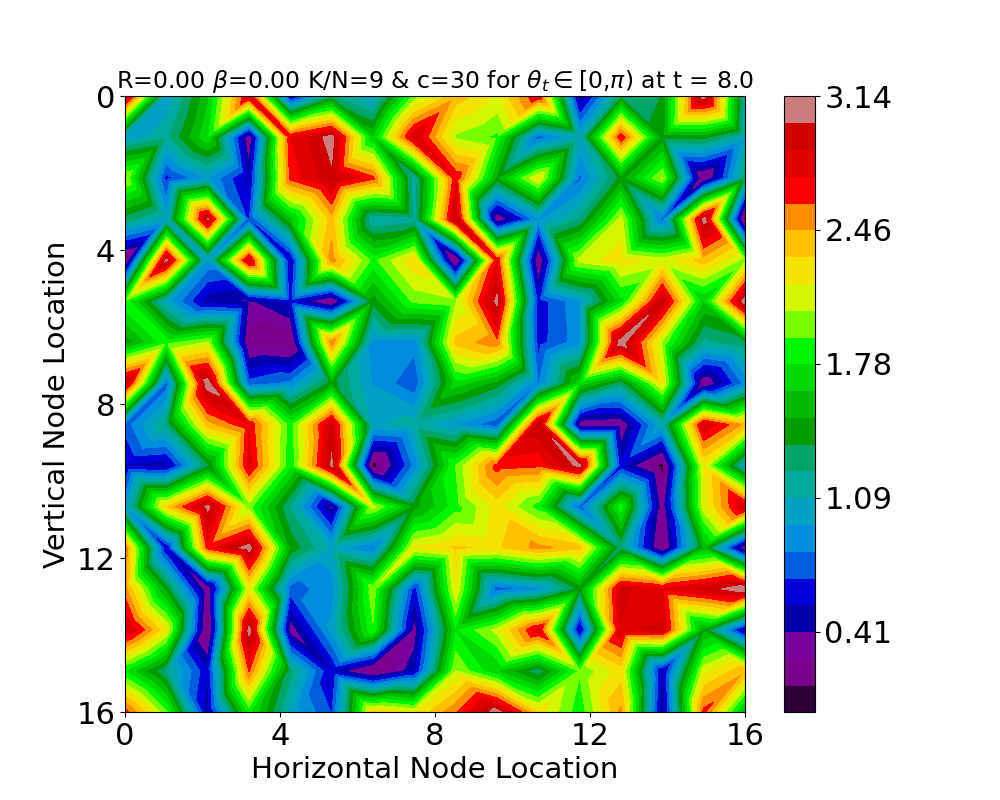 R=0.00 β=0.00 K/N=9 & c=30 for θₜ ∈ [0,π) at t = 8.0
0
4
8
12
16
Vertical Node Location
0 4 8 12 16
Horizontal Node Location
3.14
2.46
1.78
1.09
0.41